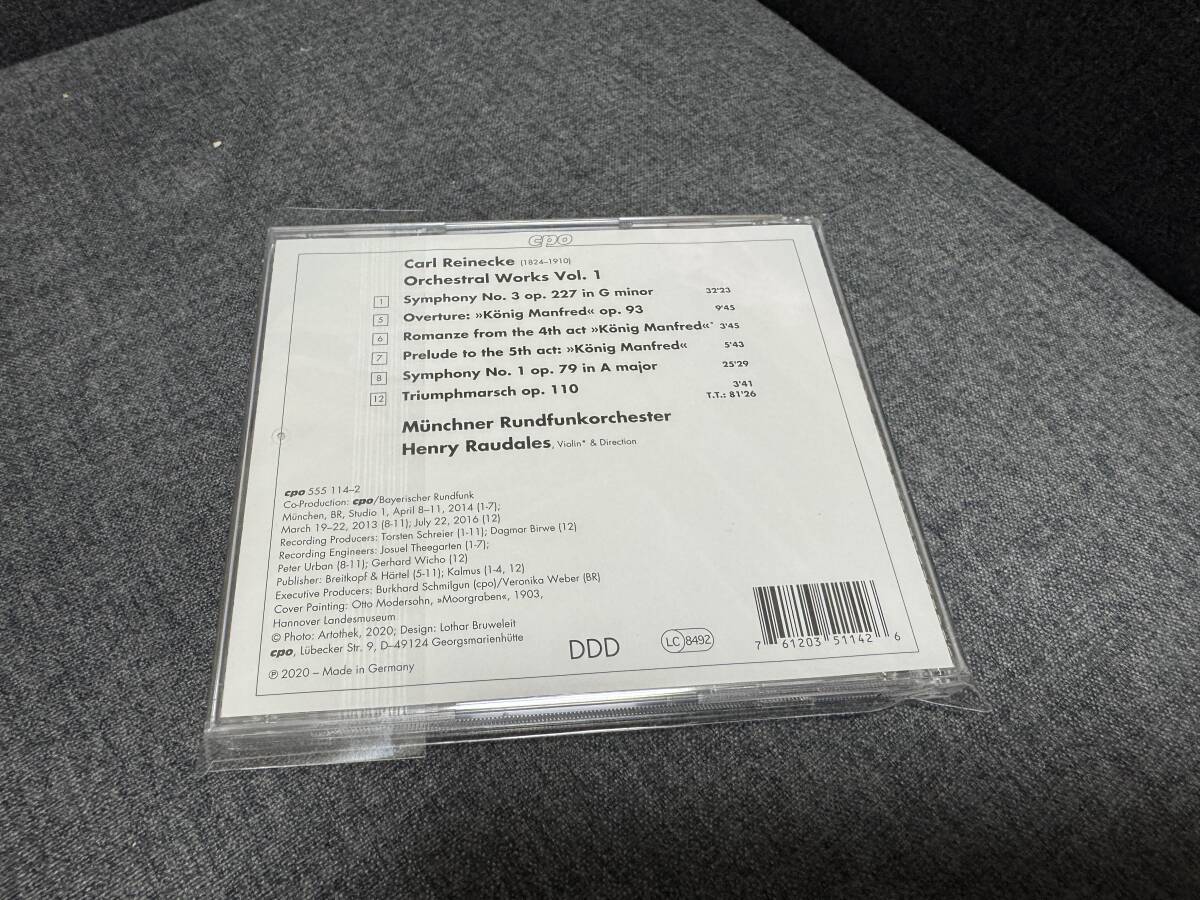 cpo
Carl Reinecke (1824–1910)
Orchestral Works Vol. 1
1 Symphony No. 3 op. 227 in G minor 32'23
5 Overture: »König Manfred« op. 93 9'45
6 Romanze from the 4th act »König Manfred«* 3'45
7 Prelude to the 5th act: »König Manfred« 5'43
8 Symphony No. 1 op. 79 in A major 25'29
12 Triumphmarsch op. 110 3'41
T.T.: 81'26
Münchner Rundfunkorchester
Henry Raudales, Violin* & Direction
cpo 555 114–2
Co-Production: cpo/Bayerischer Rundfunk
München, BR, Studio 1, April 8–11, 2014 (1-7);
March 19–22, 2013 (8-11); July 22, 2016 (12)
Recording Producers: Torsten Schreier (1-11); Dagmar Birwe (12)
Recording Engineers: Josuel Theegarten (1-7);
Peter Urban (8-11); Gerhard Wicho (12)
Publisher: Breitkopf & Härtel (5-11); Kalmus (1-4, 12)
Executive Producers: Burkhard Schmilgun (cpo)/Veronika Weber (BR)
Cover Painting: Otto Modersohn, »Moorgraben«, 1903,
Hannover Landesmuseum
© Photo: Artothek, 2020; Design: Lothar Bruweleit
cpo, Lübecker Str. 9, D–49124 Georgsmarienhütte
℗ 2020 – Made in Germany
DDD
LC 8492
7 61203 51142 6